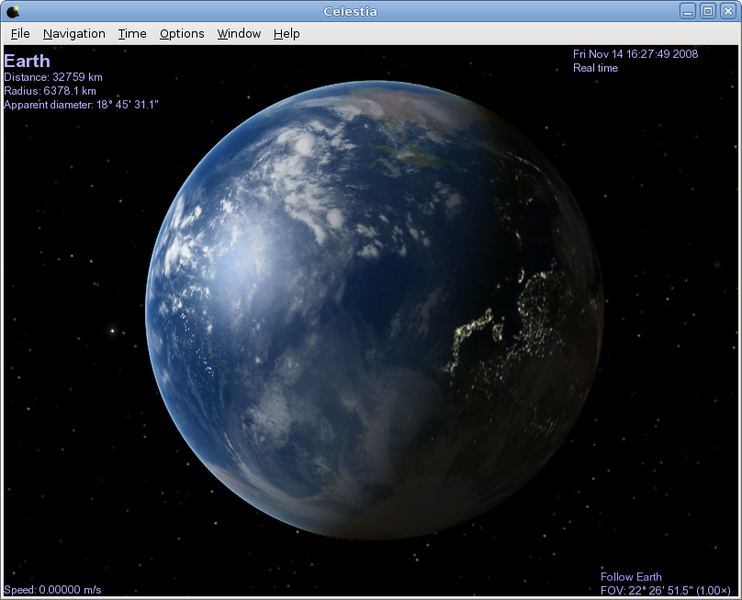 Celestia
File Navigation Time Options Window Help
Earth
Distance: 32759 km
Radius: 6378.1 km
Apparent diameter: 18° 45' 31.1"
Fri Nov 14 16:27:49 2008
Real time
Speed: 0.00000 m/s
Follow Earth
FOV: 22° 26' 51.5" (1.00×)